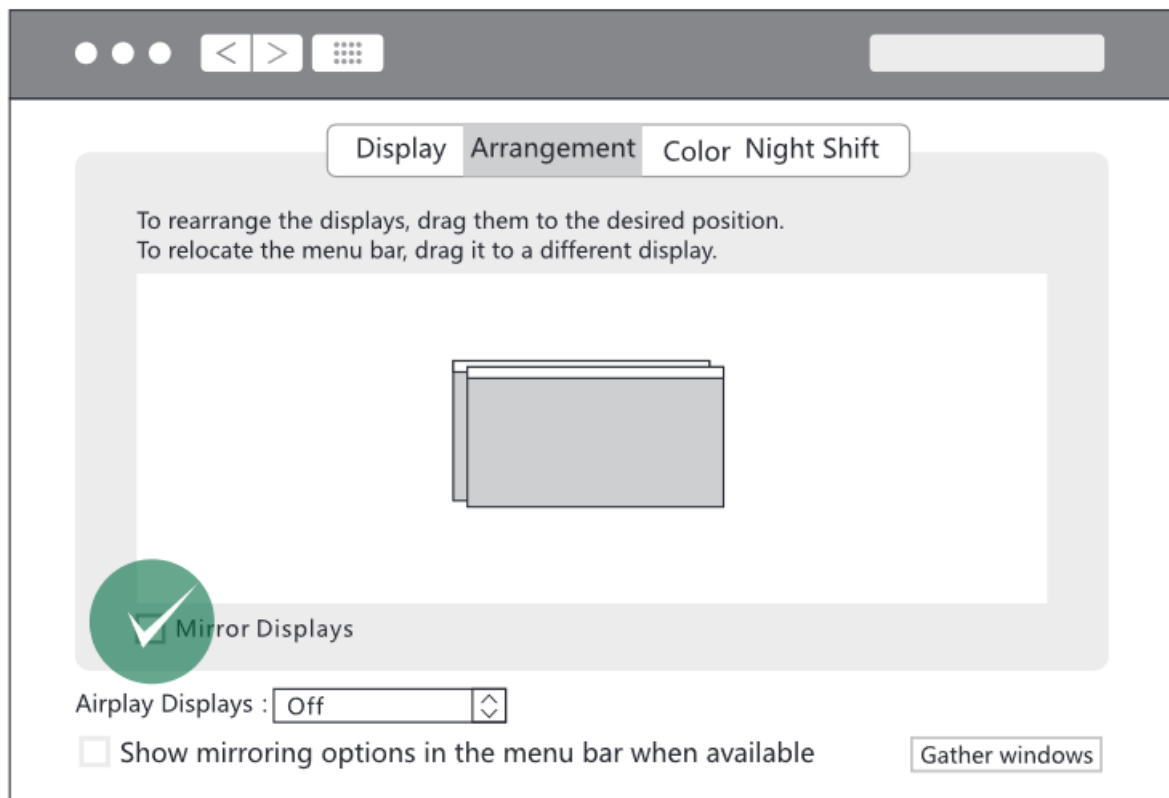 Display Arrangement Color Night Shift
To rearrange the displays, drag them to the desired position.
To relocate the menu bar, drag it to a different display.
Mirror Displays
Airplay Displays : Off
Show mirroring options in the menu bar when available
Gather windows